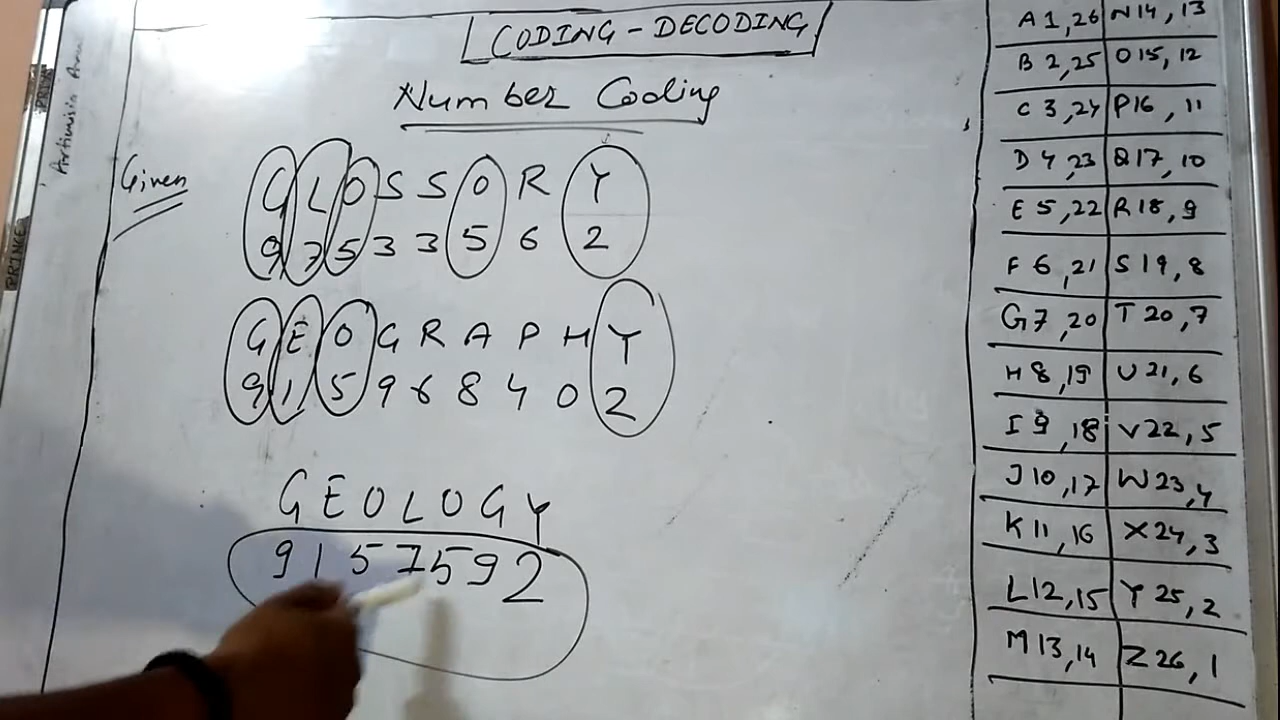 CODING - DECODING
Number Coding
Given
G L O S S O R Y
9 7 5 3 3 5 6 2
G E O G R A P H Y
9 1 5 9 6 8 4 0 2
G E O L O G Y
9 1 5 7 5 9 2
A 1, 26 N 14, 13
B 2, 25 O 15, 12
C 3, 24 P 16, 11
D 4, 23 Q 17, 10
E 5, 22 R 18, 9
F 6, 21 S 19, 8
G 7, 20 T 20, 7
H 8, 19 U 21, 6
I 9, 18 V 22, 5
J 10, 17 W 23, 4
K 11, 16 X 24, 3
L 12, 15 Y 25, 2
M 13, 14 Z 26, 1
PRINCE